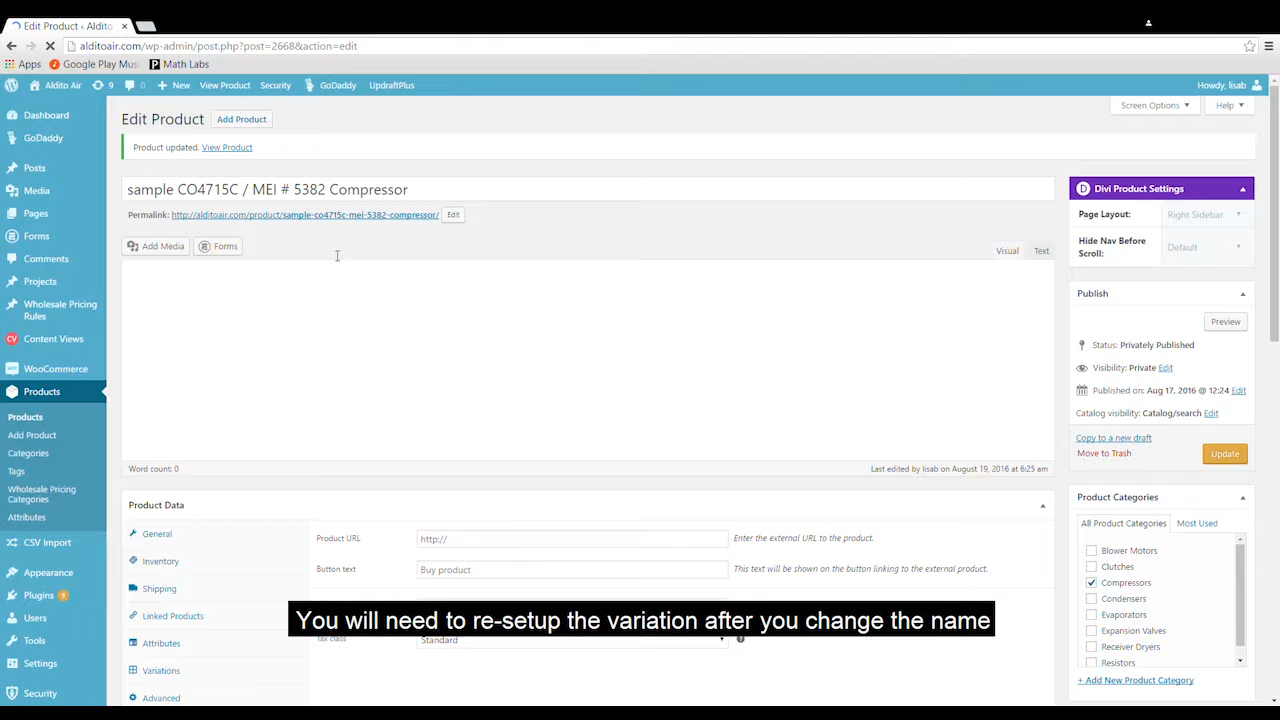 Edit Product ‹ Aldito ×
alditoair.com/wp-admin/post.php?post=2668&action=edit
Apps Google Play Mus Math Labs
Aldito Air 9 0 New View Product Security GoDaddy UpdraftPlus Howdy, lisab
Screen Options Help
Dashboard
GoDaddy
Posts
Media
Pages
Forms
Comments
Projects
Wholesale Pricing
Rules
Content Views
WooCommerce
Products
Products
Add Product
Categories
Tags
Wholesale Pricing
Categories
Attributes
CSV Import
Appearance
Plugins 9
Users
Tools
Settings
Security
Edit Product Add Product
Product updated. View Product
sample CO4715C / MEI # 5382 Compressor
Permalink: http://alditoair.com/product/sample-co4715c-mei-5382-compressor/ Edit
Add Media Forms Visual Text
Word count: 0 Last edited by lisab on August 19, 2016 at 6:25 am
Product Data
General
Inventory
Shipping
Linked Products
Attributes
Variations
Advanced
Product URL http:// Enter the external URL to the product.
Button text Buy product This text will be shown on the button linking to the external product.
You will need to re-setup the variation after you change the name
Tax class Standard
D Divi Product Settings
Page Layout: Right Sidebar
Hide Nav Before
Scroll: Default
Publish
Preview
Status: Privately Published
Visibility: Private Edit
Published on: Aug 17, 2016 @ 12:24 Edit
Catalog visibility: Catalog/search Edit
Copy to a new draft
Move to Trash Update
Product Categories
All Product Categories Most Used
Blower Motors
Clutches
Compressors
Condensers
Evaporators
Expansion Valves
Receiver Dryers
Resistors
+ Add New Product Category